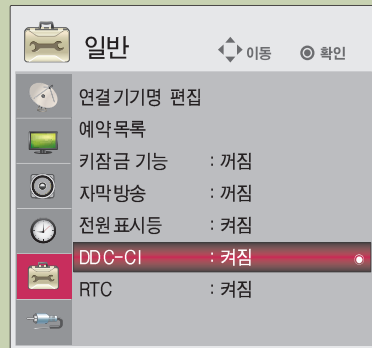 일반 이동 확인
연결기기명 편집
예약목록
키잠금 기능 : 꺼짐
자막방송 : 꺼짐
전원표시등 : 켜짐
DDC-CI : 켜짐
RTC : 켜짐